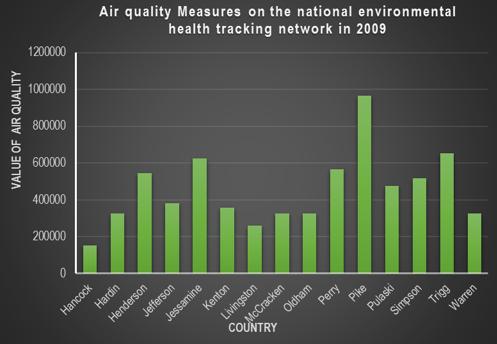 Air quality Measures on the national environmental
health tracking network in 2009
VALUE OF AIR QUALITY
1200000
1000000
800000
600000
400000
200000
0
Hancock
Hardin
Henderson
Jefferson
Jessamine
Kenton
Livingston
McCracken
Oldham
Perry
Pike
Pulaski
Simpson
Trigg
Warren
COUNTRY